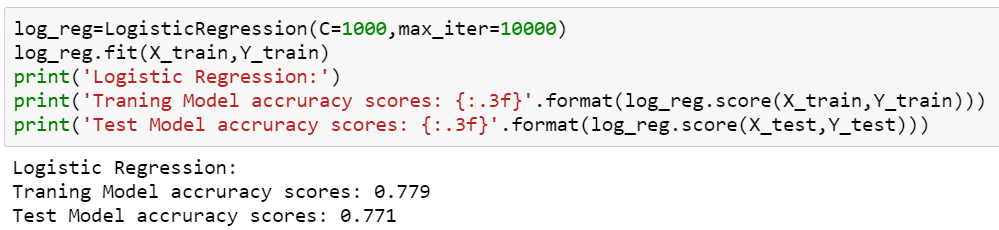 log_reg=LogisticRegression(C=1000,max_iter=10000)
log_reg.fit(X_train,Y_train)
print('Logistic Regression:')
print('Traning Model accruracy scores: {:.3f}'.format(log_reg.score(X_train,Y_train)))
print('Test Model accruracy scores: {:.3f}'.format(log_reg.score(X_test,Y_test)))
Logistic Regression:
Traning Model accruracy scores: 0.779
Test Model accruracy scores: 0.771